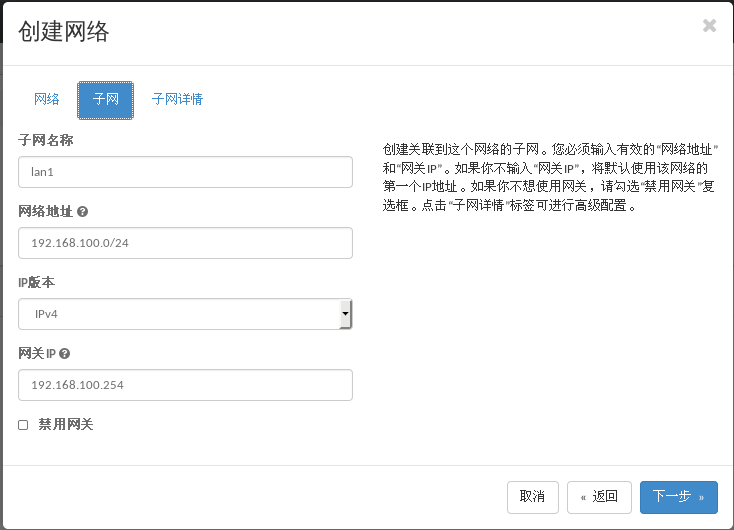 创建网络
×
网络 子网 子网详情
子网名称
lan1
网络地址
192.168.100.0/24
IP版本
IPv4
网关IP
192.168.100.254
禁用网关
创建关联到这个网络的子网。您必须输入有效的“网络地址”
和“网关IP”。如果你不输入“网关IP”，将默认使用该网络的
第一个IP地址。如果你不想使用网关，请勾选“禁用网关”复
选框。点击“子网详情”标签可进行高级配置。
取消 « 返回 下一步 »